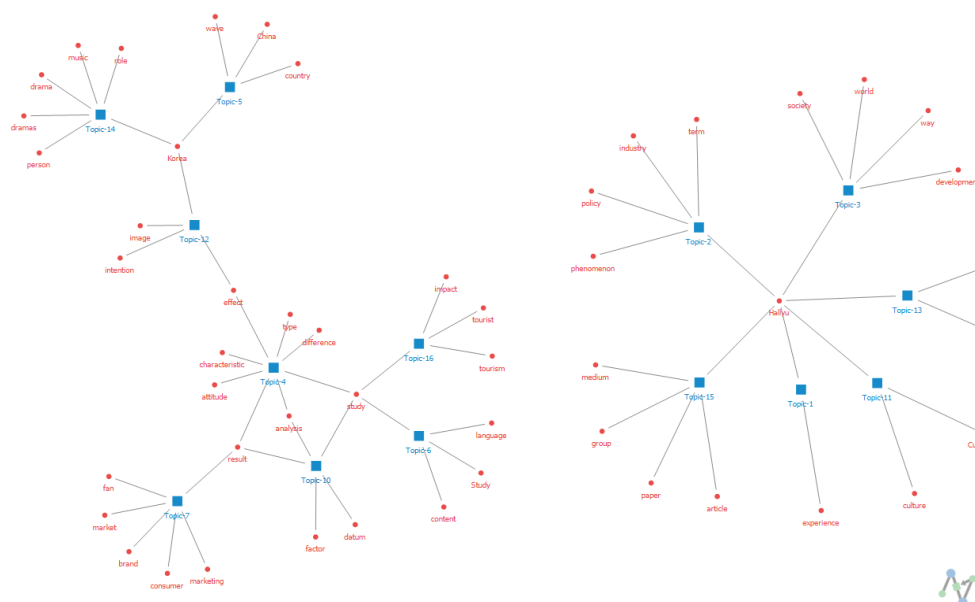 wave
China
music
role
country
drama
Topic-5
dramas
Topic-14
person
Korea
image
Topic-12
intention
effect
impact
type
tourist
difference
characteristic
Topic-16
tourism
Topic-4
attitude
study
analysis
language
Topic-6
result
Study
Topic-10
fan
content
market
Topic-7
datum
factor
brand
consumer
marketing
world
society
way
term
industry
development
policy
Topic-3
Topic-2
phenomenon
Topic-13
Hallyu
medium
Topic-15
Topic-1
Topic-11
group
Cu
paper
article
culture
experience